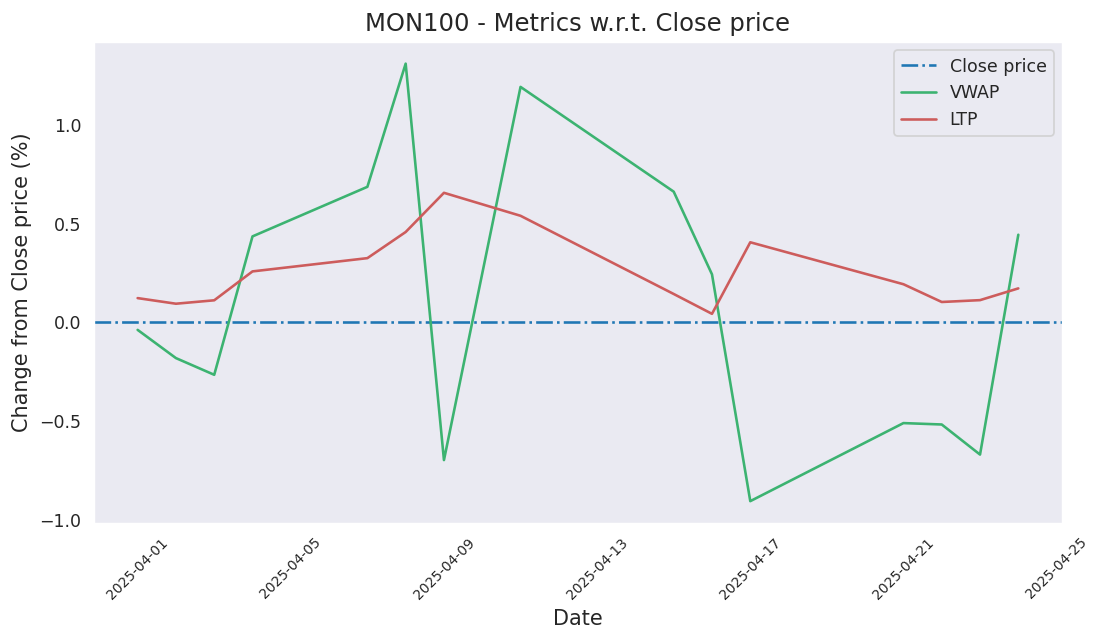 MON100 - Metrics w.r.t. Close price
Close price
VWAP
LTP
Change from Close price (%)
1.0
0.5
0.0
−0.5
−1.0
2025-04-01
2025-04-05
2025-04-09
2025-04-13
2025-04-17
2025-04-21
2025-04-25
Date